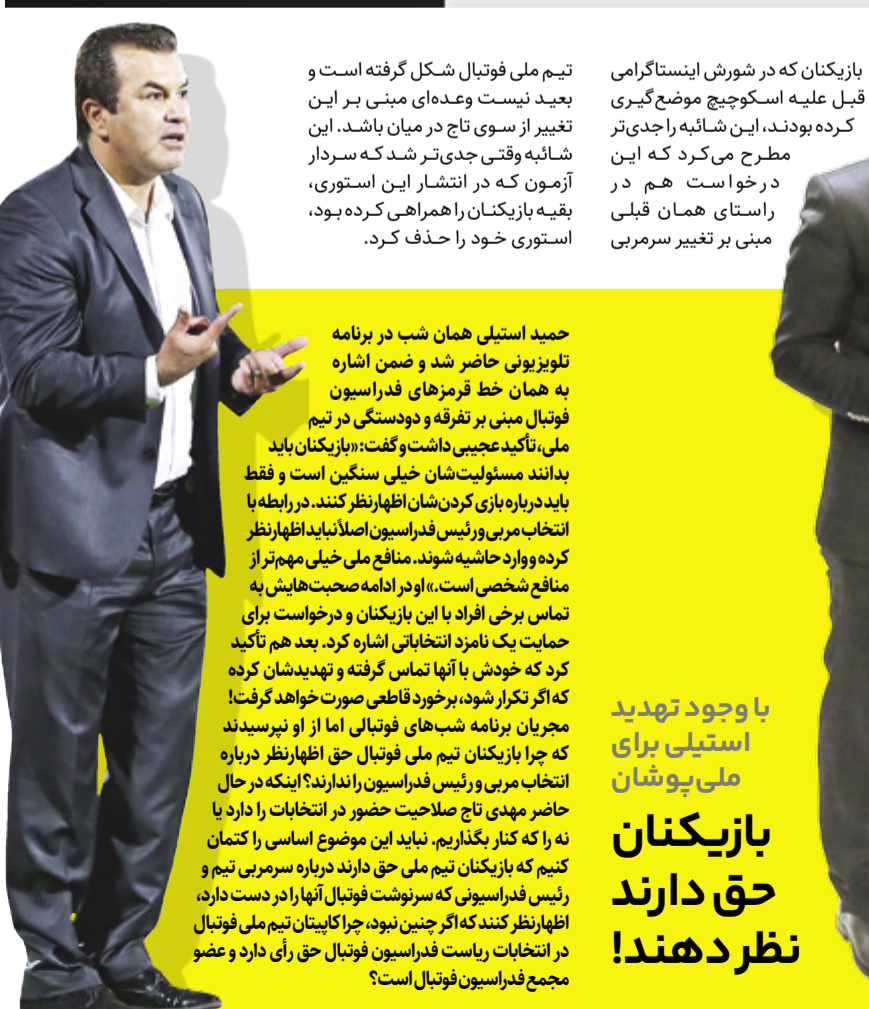 بازیکنان که در شورش اینستاگرامی
قبل علیه اسکوچیچ موضع‌گیری
کرده بودند، این شائبه را جدی‌تر
مطرح می‌کرد که این
درخواست هم در
راستای همان قبلی
مبنی بر تغییر سرمربی
تیم ملی فوتبال شکل گرفته است و
بعید نیست وعده‌ای مبنی بر این
تغییر از سوی تاج در میان باشد. این
شائبه وقتی جدی‌تر شد که سردار
آزمون که در انتشار این استوری،
بقیه بازیکنان را همراهی کرده بود،
استوری خود را حذف کرد.
با وجود تهدید
استیلی برای
ملی‌پوشان
بازیکنان
حق دارند
نظر دهند!
حمید استیلی همان شب در برنامه
تلویزیونی حاضر شد و ضمن اشاره
به همان خط قرمزهای فدراسیون
فوتبال مبنی بر تفرقه و دودستگی در تیم
ملی، تأکید عجیبی داشت و گفت: «بازیکنان باید
بدانند مسئولیت‌شان خیلی سنگین است و فقط
باید درباره بازی کردن‌شان اظهارنظر کنند. در رابطه با
انتخاب مربی و رئیس فدراسیون اصلاً نباید اظهارنظر
کرده و وارد حاشیه شوند. منافع ملی خیلی مهم‌تر از
منافع شخصی است.» او در ادامه صحبت‌هایش به
تماس برخی افراد با این بازیکنان و درخواست برای
حمایت یک نامزد انتخاباتی اشاره کرد. بعد هم تأکید
کرد که خودش با آنها تماس گرفته و تهدیدشان کرده
که اگر تکرار شود، برخورد قاطعی صورت خواهد گرفت!
مجریان برنامه شب‌های فوتبالی اما از او نپرسیدند
که چرا بازیکنان تیم ملی فوتبال حق اظهارنظر درباره
انتخاب مربی و رئیس فدراسیون را ندارند؟ اینکه در حال
حاضر مهدی تاج صلاحیت حضور در انتخابات را دارد یا
نه را که کنار بگذاریم. نباید این موضوع اساسی را کتمان
کنیم که بازیکنان تیم ملی حق دارند درباره سرمربی تیم و
رئیس فدراسیونی که سرنوشت فوتبال آنها را در دست دارد،
اظهارنظر کنند که اگر چنین نبود، چرا کاپیتان تیم ملی فوتبال
در انتخابات ریاست فدراسیون فوتبال حق رأی دارد و عضو
مجمع فدراسیون فوتبال است؟